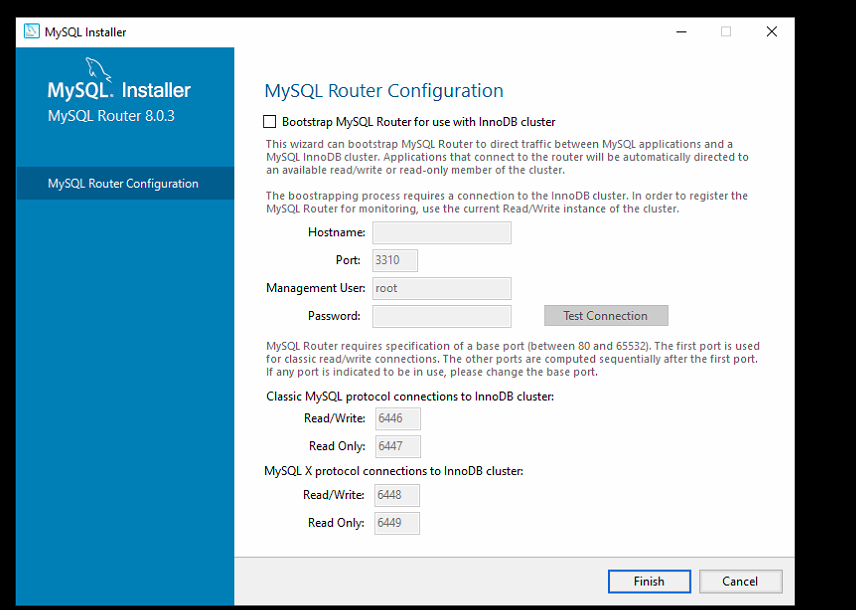 MySQL Installer
MySQL. Installer
MySQL Router 8.0.3
MySQL Router Configuration
MySQL Router Configuration
Bootstrap MySQL Router for use with InnoDB cluster
This wizard can bootstrap MySQL Router to direct traffic between MySQL applications and a
MySQL InnoDB cluster. Applications that connect to the router will be automatically directed to
an available read/write or read-only member of the cluster.
The boostrapping process requires a connection to the InnoDB cluster. In order to register the
MySQL Router for monitoring, use the current Read/Write instance of the cluster.
Hostname:
Port: 3310
Management User: root
Password: Test Connection
MySQL Router requires specification of a base port (between 80 and 65532). The first port is used
for classic read/write connections. The other ports are computed sequentially after the first port.
If any port is indicated to be in use, please change the base port.
Classic MySQL protocol connections to InnoDB cluster:
Read/Write: 6446
Read Only: 6447
MySQL X protocol connections to InnoDB cluster:
Read/Write: 6448
Read Only: 6449
Finish Cancel